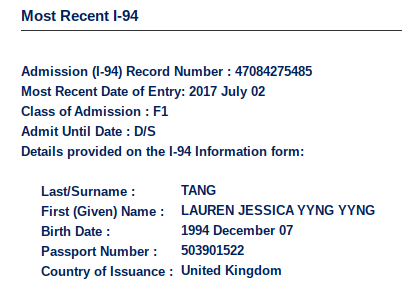 Most Recent I-94
Admission (I-94) Record Number : 47084275485
Most Recent Date of Entry: 2017 July 02
Class of Admission : F1
Admit Until Date : D/S
Details provided on the I-94 Information form:
Last/Surname : TANG
First (Given) Name : LAUREN JESSICA YYNG YYNG
Birth Date : 1994 December 07
Passport Number : 503901522
Country of Issuance : United Kingdom